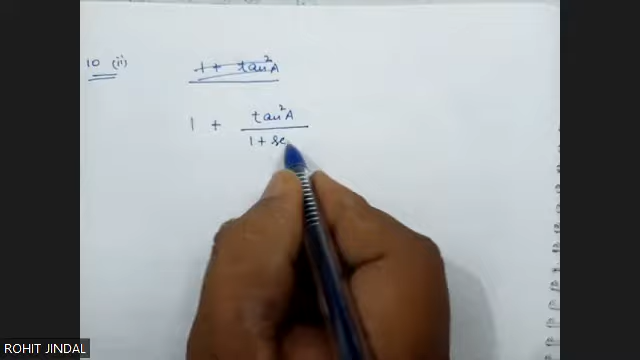 10 (ii)
1 + tan²A
1 + tan²A
1 + se
ROHIT JINDAL